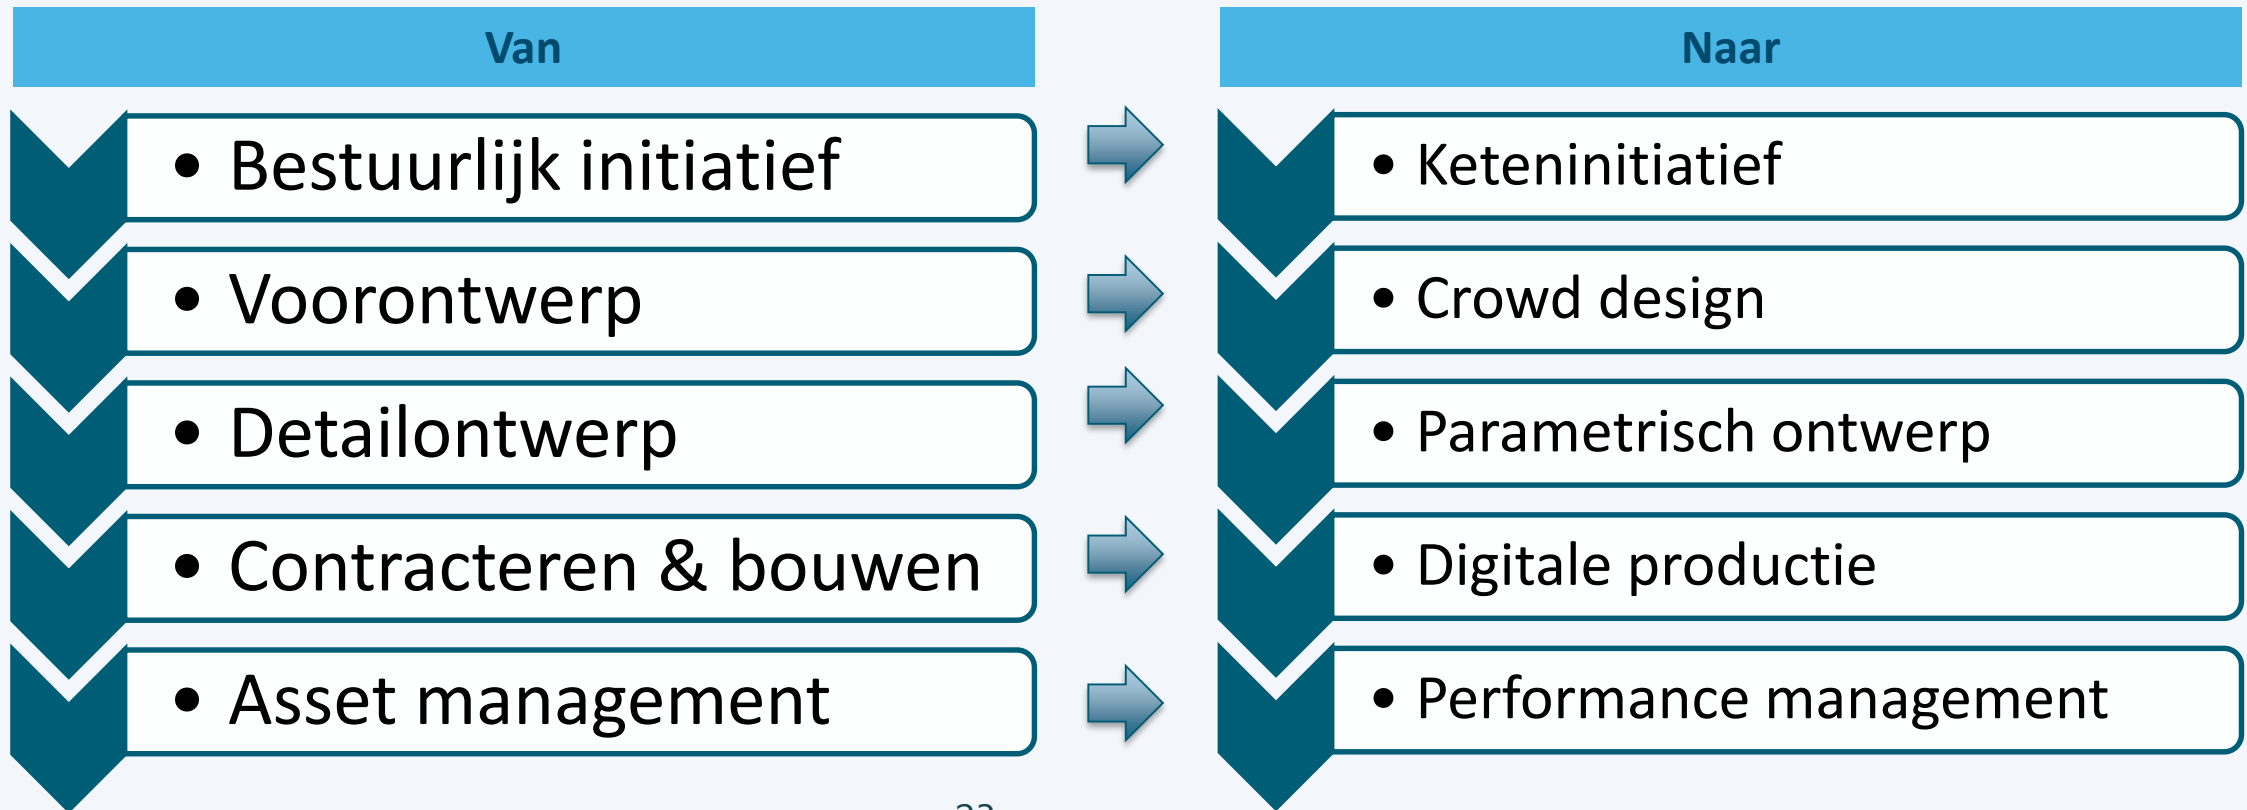 Van
Naar
• Bestuurlijk initiatief
• Keteninitiatief
• Voorontwerp
• Crowd design
• Detailontwerp
• Parametrisch ontwerp
• Contracteren & bouwen
• Digitale productie
• Asset management
• Performance management